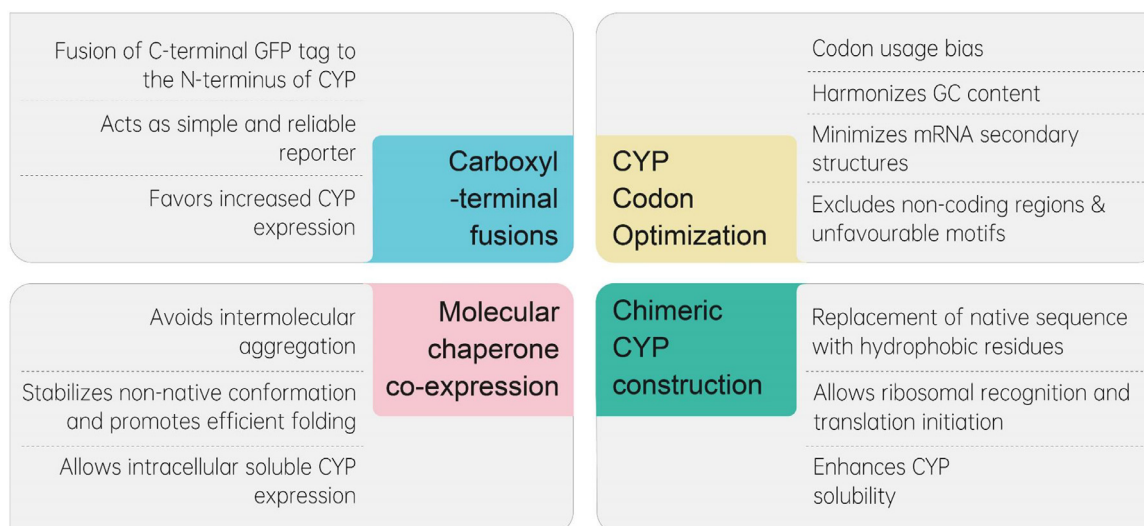 Fusion of C-terminal GFP tag to
the N-terminus of CYP
Acts as simple and reliable
reporter
Favors increased CYP
expression
Carboxyl
-terminal
fusions
CYP
Codon
Optimization
Codon usage bias
Harmonizes GC content
Minimizes mRNA secondary
structures
Excludes non-coding regions &
unfavourable motifs
Avoids intermolecular
aggregation
Stabilizes non-native conformation
and promotes efficient folding
Allows intracellular soluble CYP
expression
Molecular
chaperone
co-expression
Chimeric
CYP
construction
Replacement of native sequence
with hydrophobic residues
Allows ribosomal recognition and
translation initiation
Enhances CYP
solubility